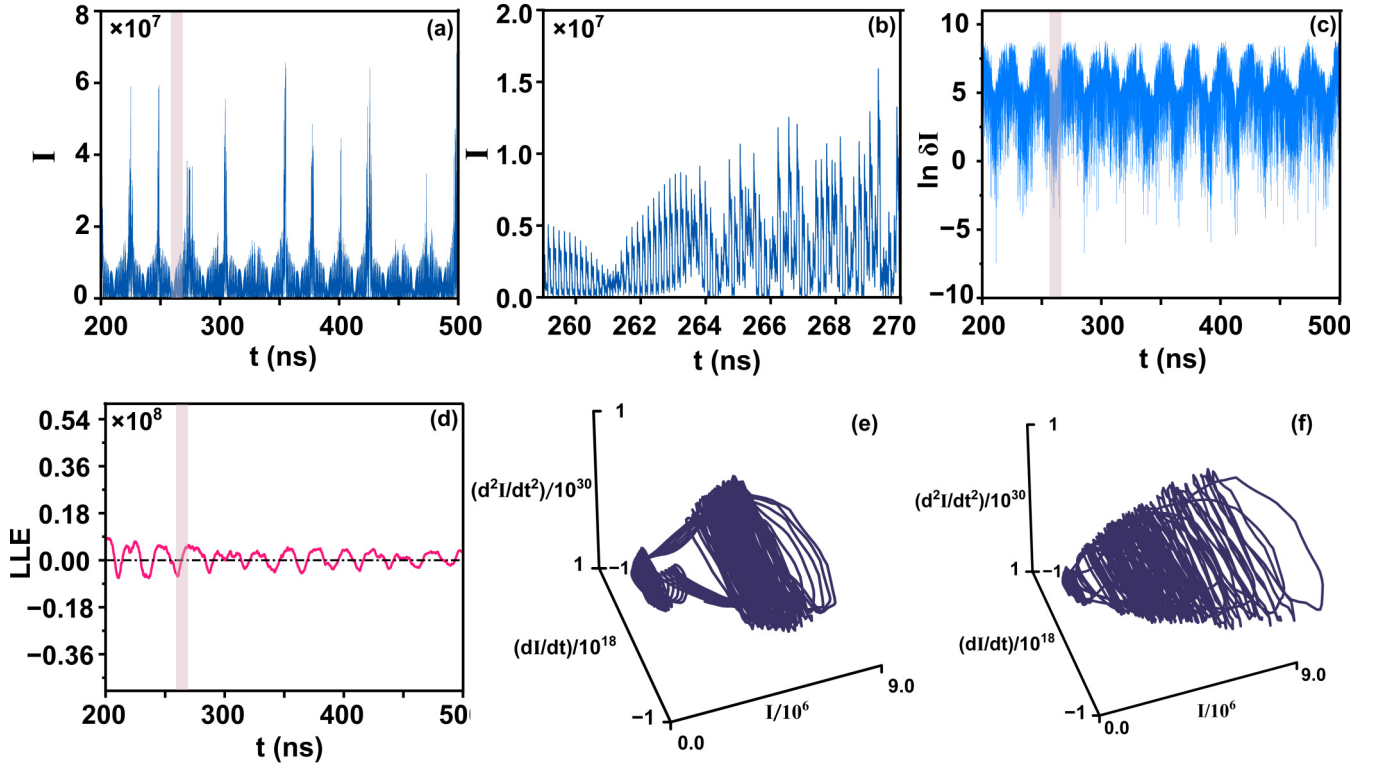 ×10⁷
(a)
8
6
4
2
0
I
200
300
400
500
t (ns)
×10⁷
(b)
2.0
1.5
1.0
0.5
0.0
I
260
262
264
266
268
270
t (ns)
(c)
10
5
0
−5
−10
ln δI
200
300
400
500
t (ns)
×10⁸
(d)
0.54
0.36
0.18
0.00
−0.18
−0.36
LLE
200
300
400
500
t (ns)
(e)
1
(d²I/dt²)/10³⁰
1
−1
(dI/dt)/10¹⁸
−1
0.0
I/10⁶
9.0
(f)
1
(d²I/dt²)/10³⁰
1
−1
(dI/dt)/10¹⁸
−1
0.0
I/10⁶
9.0